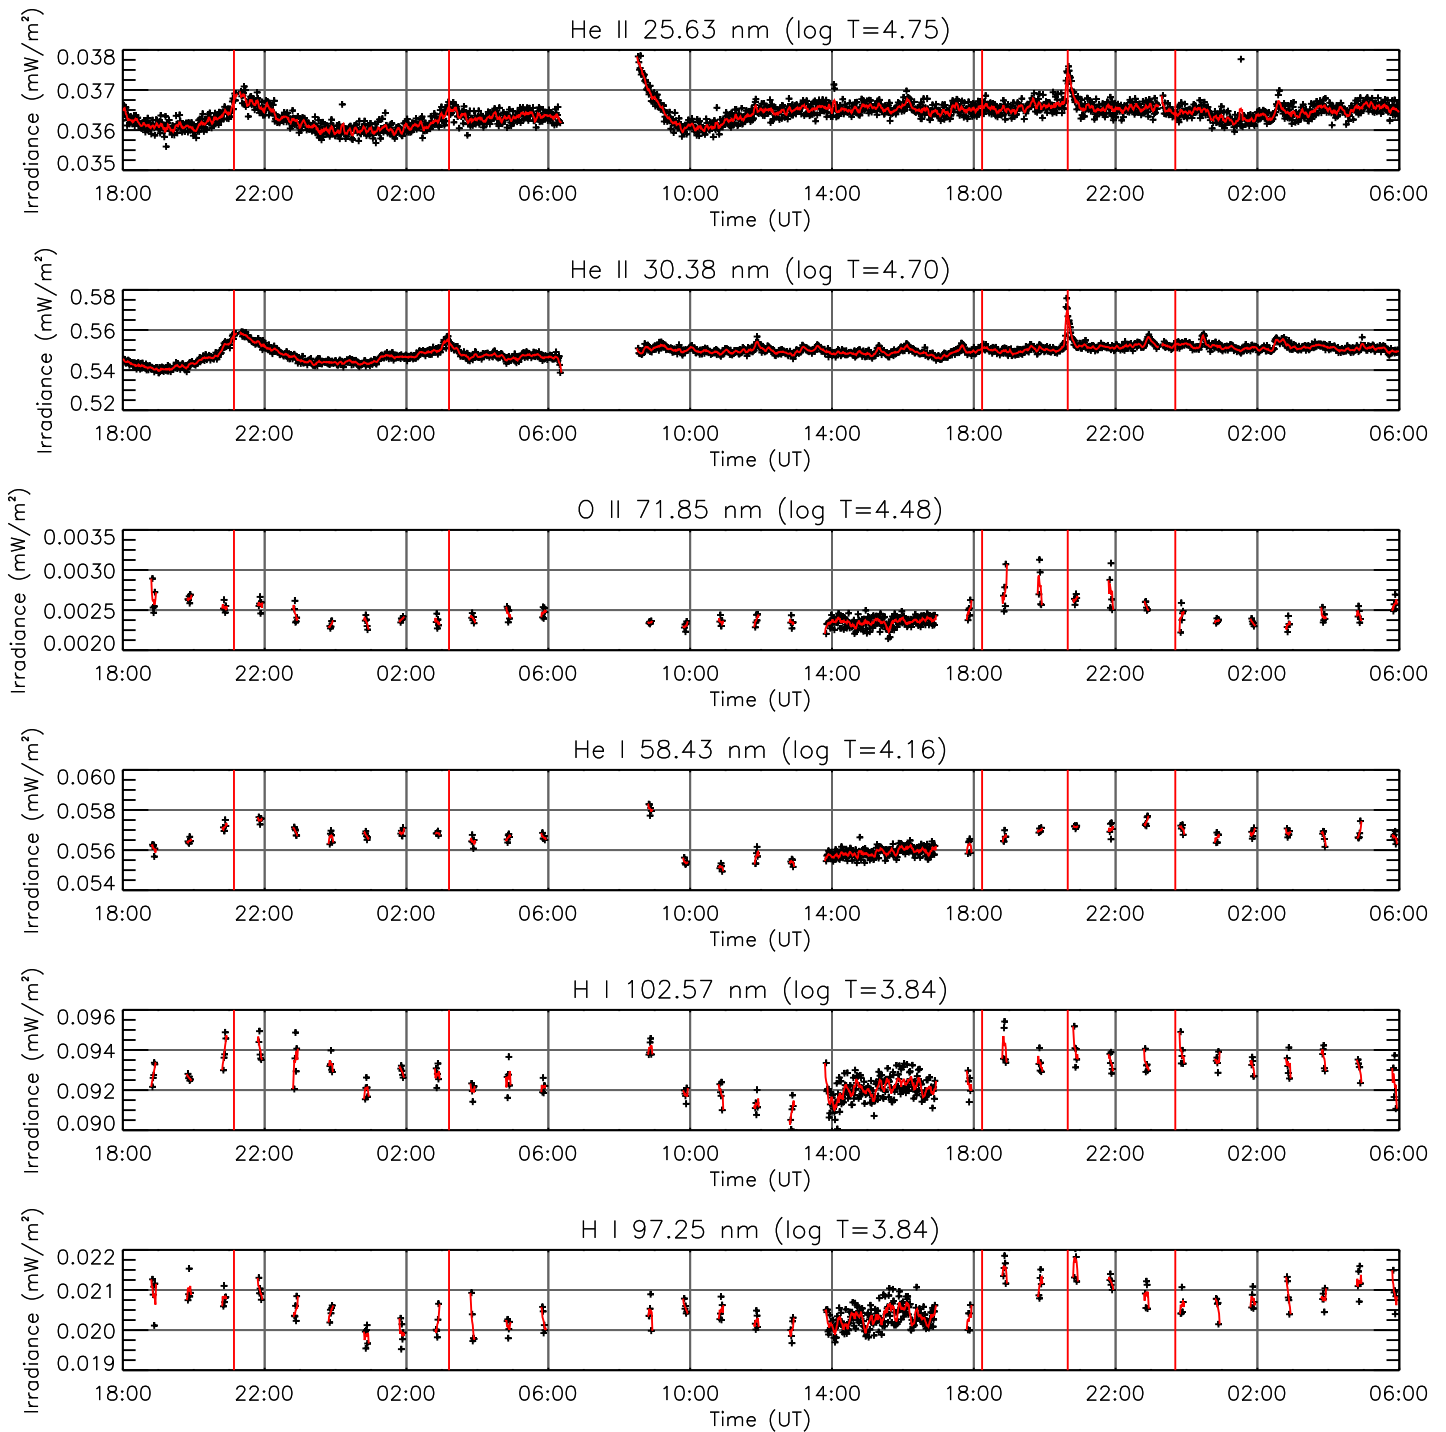 He II 25.63 nm (log T=4.75)
Irradiance (mW/m²)
0.038
0.037
0.036
0.035
18:00 22:00 02:00 06:00 10:00 14:00 18:00 22:00 02:00 06:00
Time (UT)
He II 30.38 nm (log T=4.70)
Irradiance (mW/m²)
0.58
0.56
0.54
0.52
18:00 22:00 02:00 06:00 10:00 14:00 18:00 22:00 02:00 06:00
Time (UT)
O II 71.85 nm (log T=4.48)
Irradiance (mW/m²)
0.0035
0.0030
0.0025
0.0020
18:00 22:00 02:00 06:00 10:00 14:00 18:00 22:00 02:00 06:00
Time (UT)
He I 58.43 nm (log T=4.16)
Irradiance (mW/m²)
0.060
0.058
0.056
0.054
18:00 22:00 02:00 06:00 10:00 14:00 18:00 22:00 02:00 06:00
Time (UT)
H I 102.57 nm (log T=3.84)
Irradiance (mW/m²)
0.096
0.094
0.092
0.090
18:00 22:00 02:00 06:00 10:00 14:00 18:00 22:00 02:00 06:00
Time (UT)
H I 97.25 nm (log T=3.84)
Irradiance (mW/m²)
0.022
0.021
0.020
0.019
18:00 22:00 02:00 06:00 10:00 14:00 18:00 22:00 02:00 06:00
Time (UT)